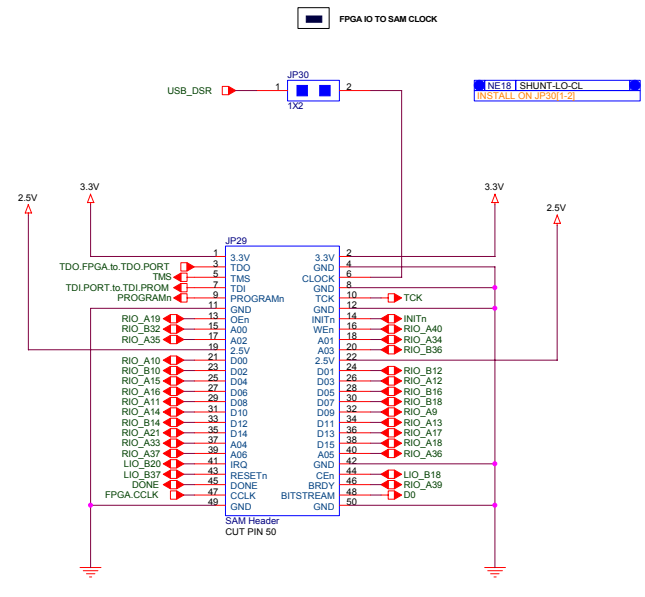 FPGA IO TO SAM CLOCK
JP30
USB_DSR 1 2
1X2
NE18 SHUNT-LO-CL
INSTALL ON JP30[1-2]
3.3V 3.3V
2.5V 2.5V
JP29
1 3.3V 3.3V 2
TDO.FPGA.to.TDO.PORT 3 TDO GND 4
TMS 5 TMS CLOCK 6
TDI.PORT.to.TDI.PROM 7 TDI GND 8
PROGRAMn 9 PROGRAMn TCK 10 TCK
11 GND GND 12
RIO_A19 13 OEn INITn 14 INITn
RIO_B32 15 A00 WEn 16 RIO_A40
RIO_A35 17 A02 A01 18 RIO_A34
19 2.5V A03 20 RIO_B36
RIO_A10 21 D00 2.5V 22
RIO_B10 23 D02 D01 24 RIO_B12
RIO_A15 25 D04 D03 26 RIO_A12
RIO_A16 27 D06 D05 28 RIO_B16
RIO_A11 29 D08 D07 30 RIO_B18
RIO_A14 31 D10 D09 32 RIO_A9
RIO_B14 33 D12 D11 34 RIO_A13
RIO_A21 35 D14 D13 36 RIO_A17
RIO_A33 37 A04 D15 38 RIO_A18
RIO_A37 39 A06 A05 40 RIO_A36
LIO_B20 41 IRQ GND 42
LIO_B37 43 RESETn CEn 44 LIO_B18
DONE 45 DONE BRDY 46 RIO_A39
FPGA.CCLK 47 CCLK BITSTREAM 48 D0
49 GND GND 50
SAM Header
CUT PIN 50